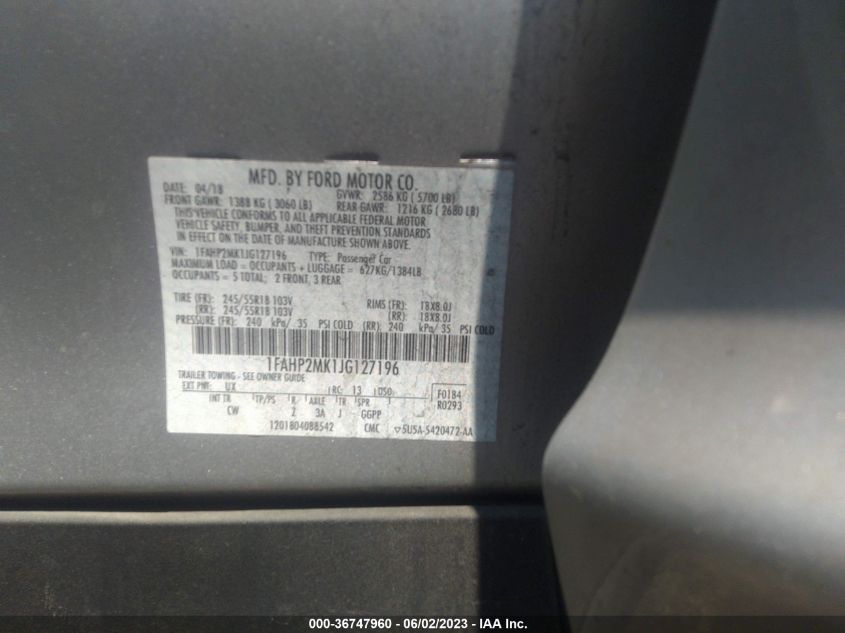 MFD. BY FORD MOTOR CO.
DATE: 04/18 GVWR: 2586 KG ( 5700 LB)
FRONT GAWR: 1388 KG ( 3060 LB) REAR GAWR: 1216 KG ( 2680 LB)
THIS VEHICLE CONFORMS TO ALL APPLICABLE FEDERAL MOTOR
VEHICLE SAFETY, BUMPER, AND THEFT PREVENTION STANDARDS
IN EFFECT ON THE DATE OF MANUFACTURE SHOWN ABOVE.
VIN: 1FAHP2MK1JG127196 TYPE: Passenger Car
MAXIMUM LOAD = OCCUPANTS + LUGGAGE = 627KG/1384LB
OCCUPANTS = 5 TOTAL; 2 FRONT, 3 REAR
TIRE (FR): 245/55R18 103V RIMS (FR): 18X8.0J
(RR): 245/55R18 103V (RR): 18X8.0J
PRESSURE (FR): 240 kPa/ 35 PSI COLD (RR): 240 kPa/ 35 PSI COLD
1FAHP2MK1JG127196
TRAILER TOWING - SEE OWNER GUIDE
EXT PNT: UX RC: 13 DSO: F0184
INT TR TP/PS R AXLE TR SPR R0293
CW 2 3A J GGPP
1201804088542 CMC ▽5U5A-5420472-AA
000-36747960 - 06/02/2023 - IAA Inc.